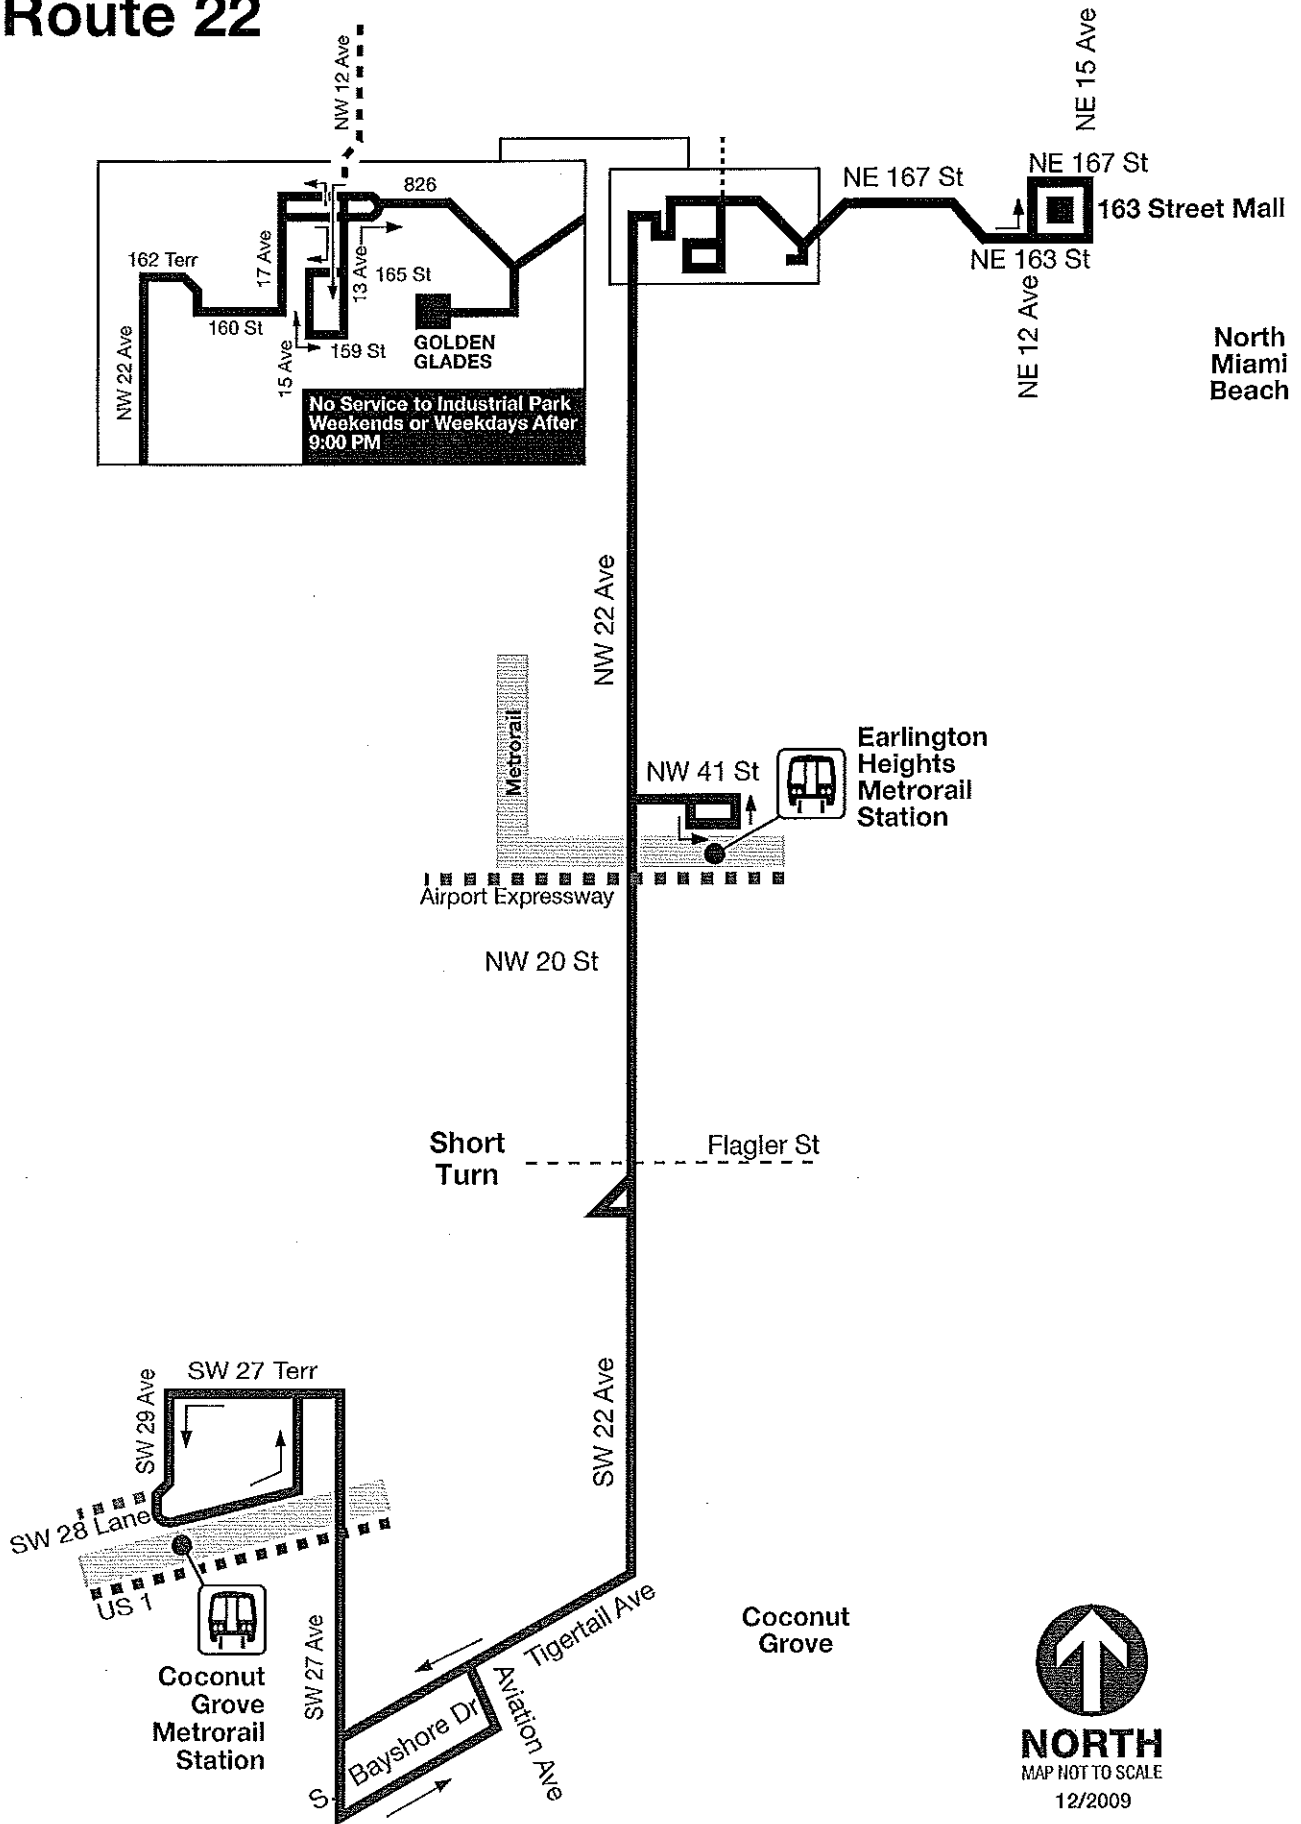 Route 22
NW 12 Ave
NE 15 Ave
NE 167 St
NE 167 St
163 Street Mall
NE 163 St
NE 12 Ave
North
Miami
Beach
826
17 Ave
162 Terr
13 Ave
165 St
160 St
GOLDEN
GLADES
NW 22 Ave
15 Ave
159 St
No Service to Industrial Park
Weekends or Weekdays After
9:00 PM
NW 22 Ave
Metrorail
NW 41 St
Earlington
Heights
Metrorail
Station
Airport Expressway
NW 20 St
Short
Turn
Flagler St
SW 27 Terr
SW 29 Ave
SW 22 Ave
SW 28 Lane
US 1
Coconut
Grove
Metrorail
Station
SW 27 Ave
Tigertail Ave
Aviation Ave
S Bayshore Dr
Coconut
Grove
NORTH
MAP NOT TO SCALE
12/2009